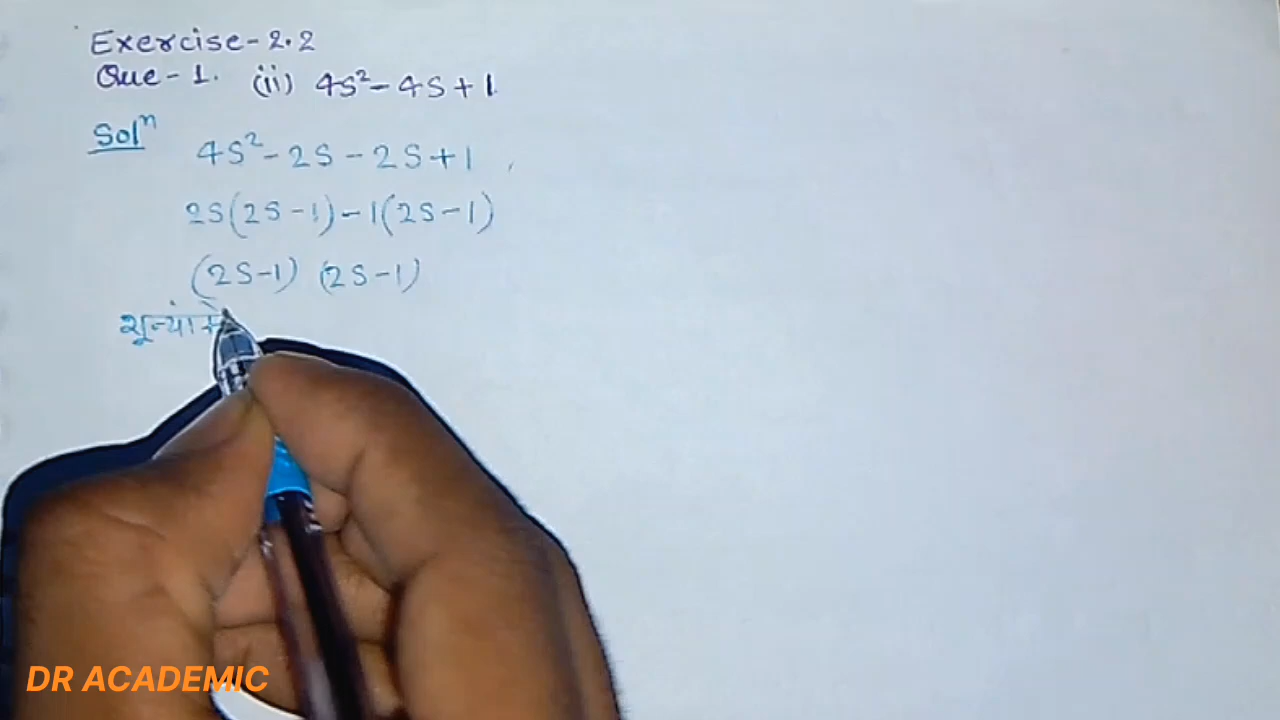 Exercise-2.2
Que-1. (ii) 4s²-4s+1
Solⁿ
4s²-2s-2s+1
2s(2s-1)-1(2s-1)
(2s-1) (2s-1)
DR ACADEMIC